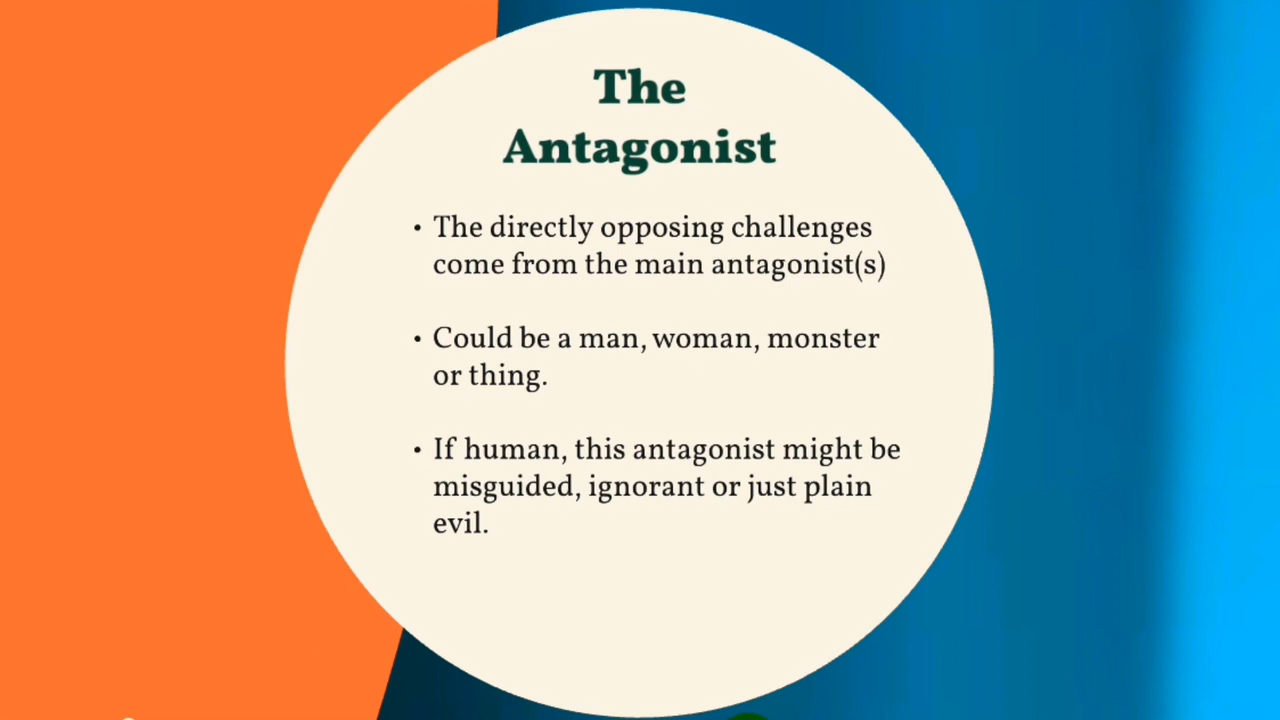 The
Antagonist
• The directly opposing challenges
come from the main antagonist(s)
• Could be a man, woman, monster
or thing.
• If human, this antagonist might be
misguided, ignorant or just plain
evil.